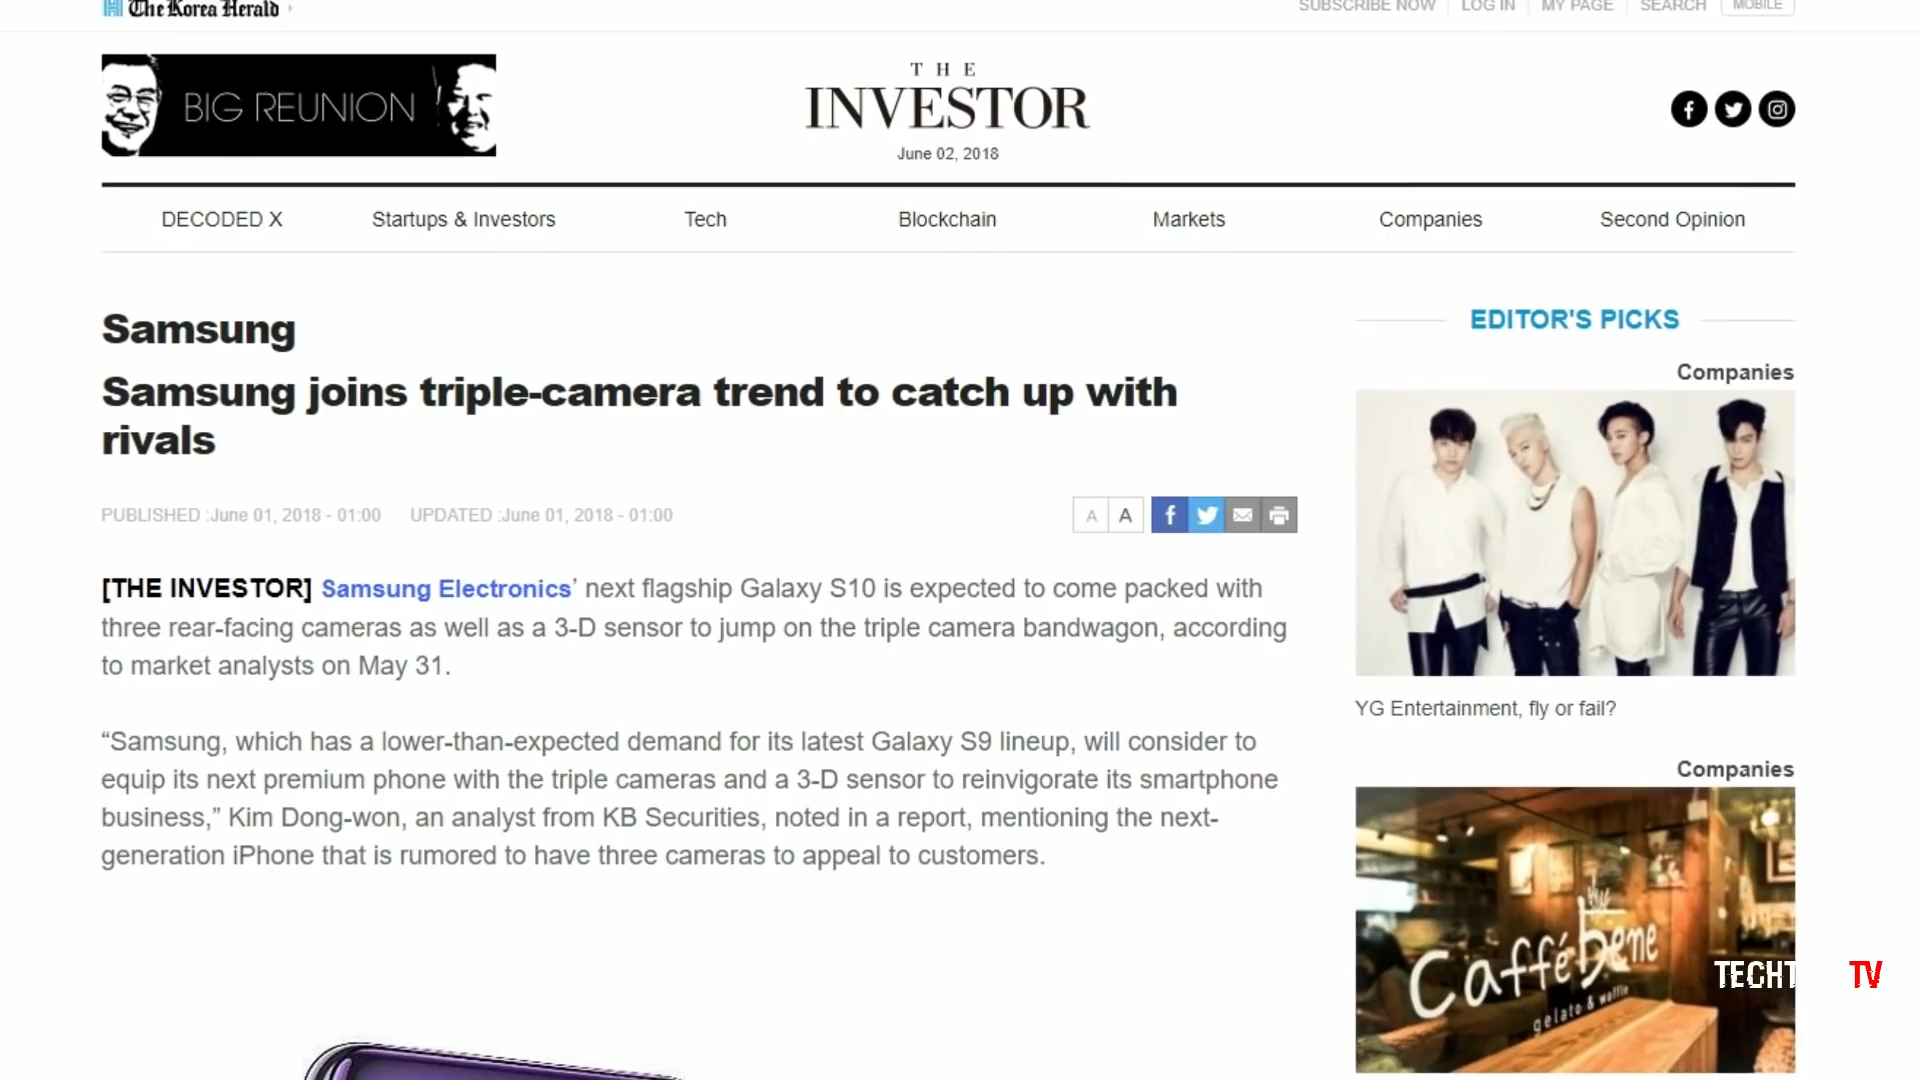 The Korea Herald
SUBSCRIBE NOW LOG IN MY PAGE SEARCH MOBILE
BIG REUNION
THE
INVESTOR
June 02, 2018
DECODED X Startups & Investors Tech Blockchain Markets Companies Second Opinion
Samsung
Samsung joins triple-camera trend to catch up with
rivals
PUBLISHED :June 01, 2018 - 01:00 UPDATED :June 01, 2018 - 01:00
A A
[THE INVESTOR] Samsung Electronics’ next flagship Galaxy S10 is expected to come packed with
three rear-facing cameras as well as a 3-D sensor to jump on the triple camera bandwagon, according
to market analysts on May 31.
“Samsung, which has a lower-than-expected demand for its latest Galaxy S9 lineup, will consider to
equip its next premium phone with the triple cameras and a 3-D sensor to reinvigorate its smartphone
business,” Kim Dong-won, an analyst from KB Securities, noted in a report, mentioning the next-
generation iPhone that is rumored to have three cameras to appeal to customers.
EDITOR'S PICKS
Companies
YG Entertainment, fly or fail?
Companies
Caffé bene
gelato & waffle
TECHT TV